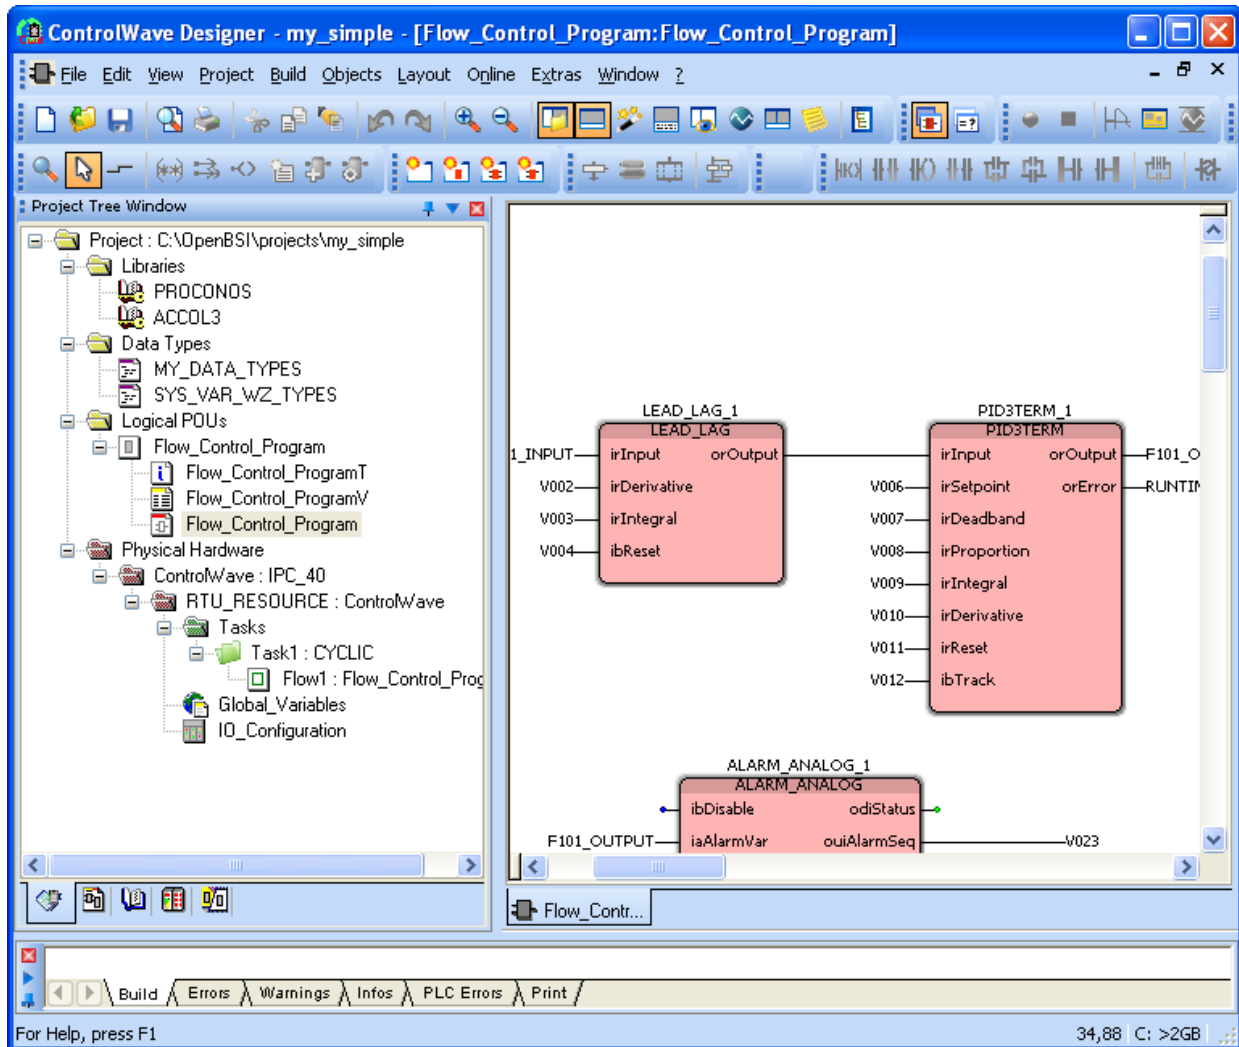 ControlWave Designer - my_simple - [Flow_Control_Program:Flow_Control_Program]
File Edit View Project Build Objects Layout Online Extras Window ?
Project Tree Window
Project : C:\OpenBSI\projects\my_simple
Libraries
PROCONOS
ACCOL3
Data Types
MY_DATA_TYPES
SYS_VAR_WZ_TYPES
Logical POUs
Flow_Control_Program
Flow_Control_ProgramT
Flow_Control_ProgramV
Flow_Control_Program
Physical Hardware
ControlWave : IPC_40
RTU_RESOURCE : ControlWave
Tasks
Task1 : CYCLIC
Flow1 : Flow_Control_Prog
Global_Variables
IO_Configuration
LEAD_LAG_1
LEAD_LAG
1_INPUT irInput orOutput
V002 irDerivative
V003 irIntegral
V004 ibReset
PID3TERM_1
PID3TERM
irInput orOutput F101_O
V006 irSetpoint orError RUNTIM
V007 irDeadband
V008 irProportion
V009 irIntegral
V010 irDerivative
V011 irReset
V012 ibTrack
ALARM_ANALOG_1
ALARM_ANALOG
ibDisable odiStatus
F101_OUTPUT iaAlarmVar ouiAlarmSeq V023
Flow_Contr...
Build Errors Warnings Infos PLC Errors Print
For Help, press F1 34,88 C: >2GB